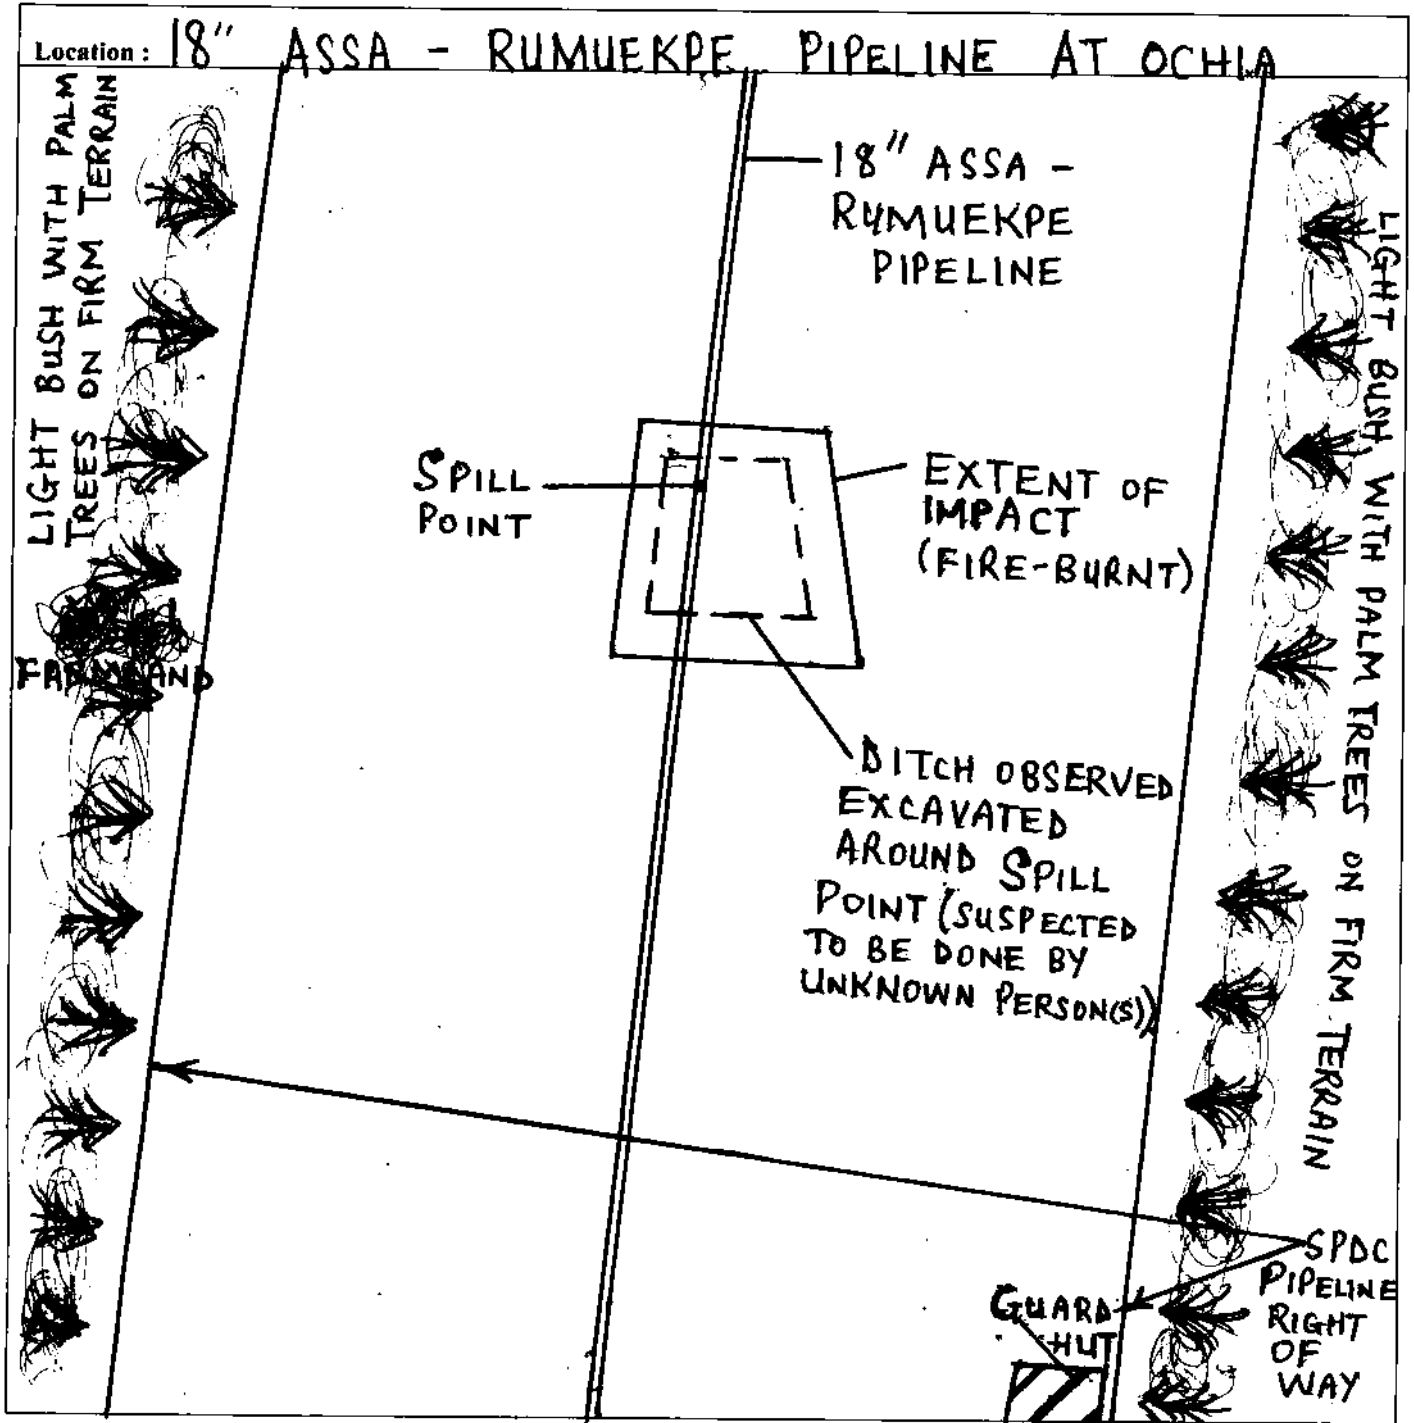 Location : 18" ASSA - RUMUEKPE PIPELINE AT OCHIA
LIGHT BUSH WITH PALM
TREES ON FIRM TERRAIN
18" ASSA -
RUMUEKPE
PIPELINE
LIGHT BUSH WITH PALM TREES ON FIRM TERRAIN
SPILL
POINT
EXTENT OF
IMPACT
(FIRE-BURNT)
FARMLAND
DITCH OBSERVED
EXCAVATED
AROUND SPILL
POINT (SUSPECTED
TO BE DONE BY
UNKNOWN PERSON(S))
SPDC
PIPELINE
RIGHT
OF
WAY
GUARD
HUT